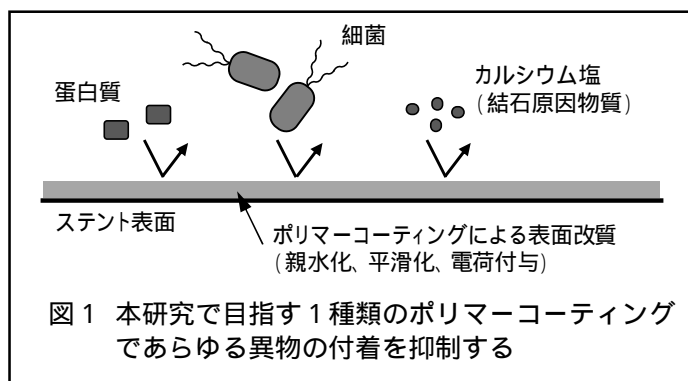 細菌
蛋白質
カルシウム塩
(結石原因物質)
ステント表面
ポリマーコーティングによる表面改質
(親水化、平滑化、電荷付与)
図1 本研究で目指す1種類のポリマーコーティング
であらゆる異物の付着を抑制する